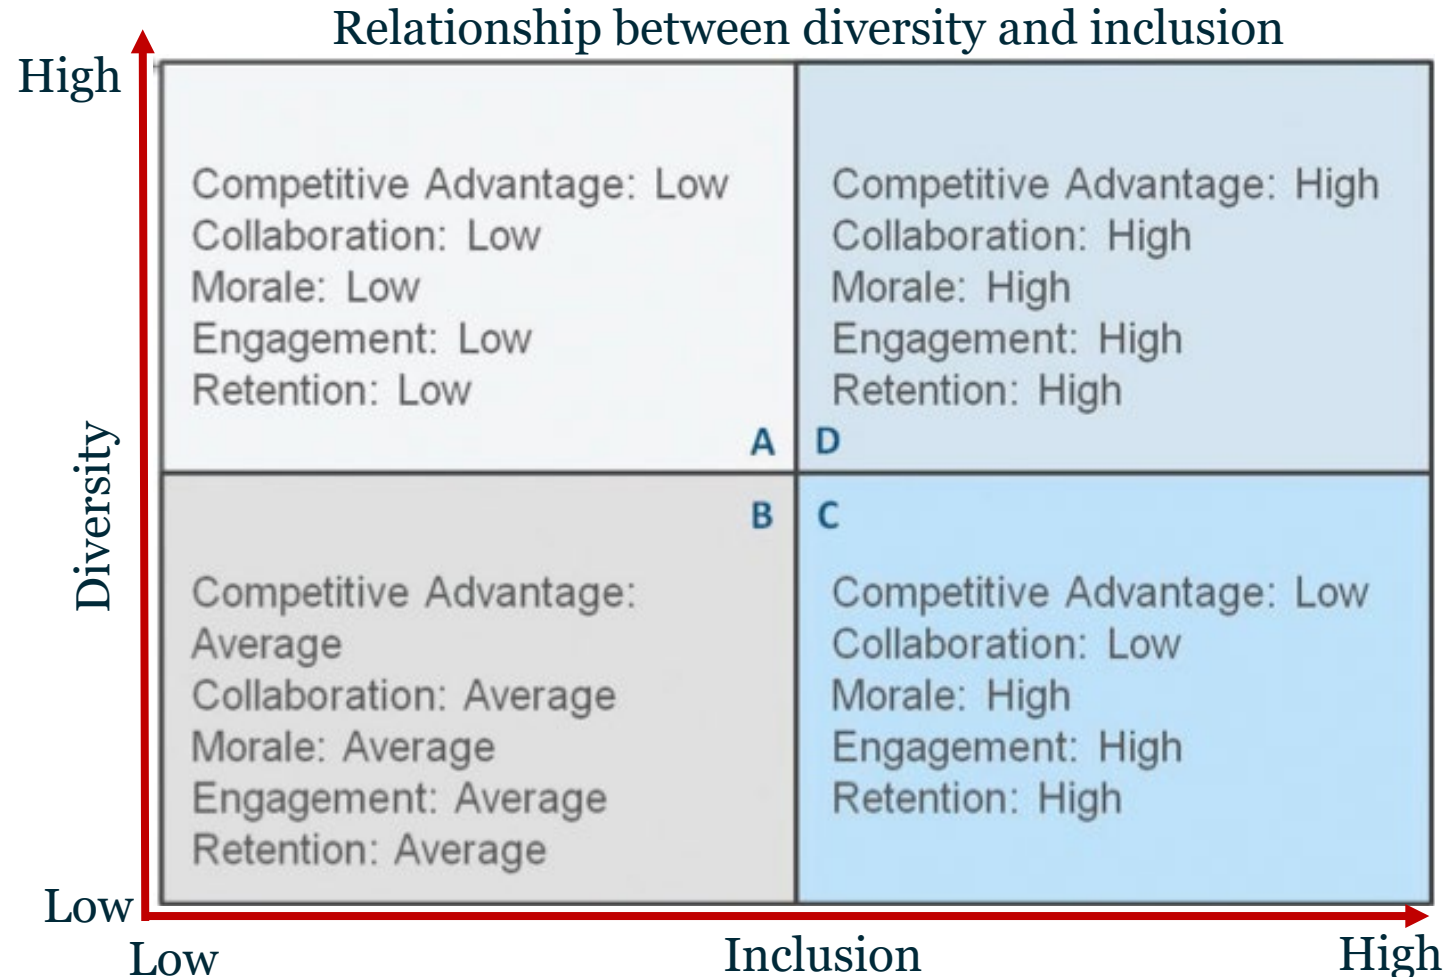 Relationship between diversity and inclusion
High
Competitive Advantage: Low
Collaboration: Low
Morale: Low
Engagement: Low
Retention: Low
A
Competitive Advantage: High
Collaboration: High
Morale: High
Engagement: High
Retention: High
D
Diversity
B
Competitive Advantage:
Average
Collaboration: Average
Morale: Average
Engagement: Average
Retention: Average
C
Competitive Advantage: Low
Collaboration: Low
Morale: High
Engagement: High
Retention: High
Low
Low
Inclusion
High